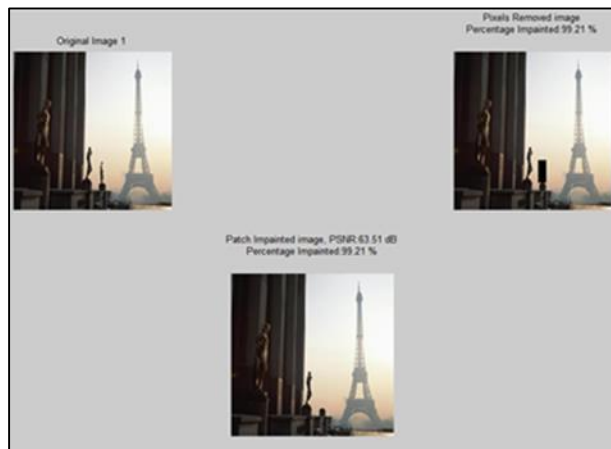 Original Image 1
Pixels Removed image
Percentage Impainted:99.21 %
Patch Impainted image, PSNR:63.51 dB
Percentage Impainted:99.21 %